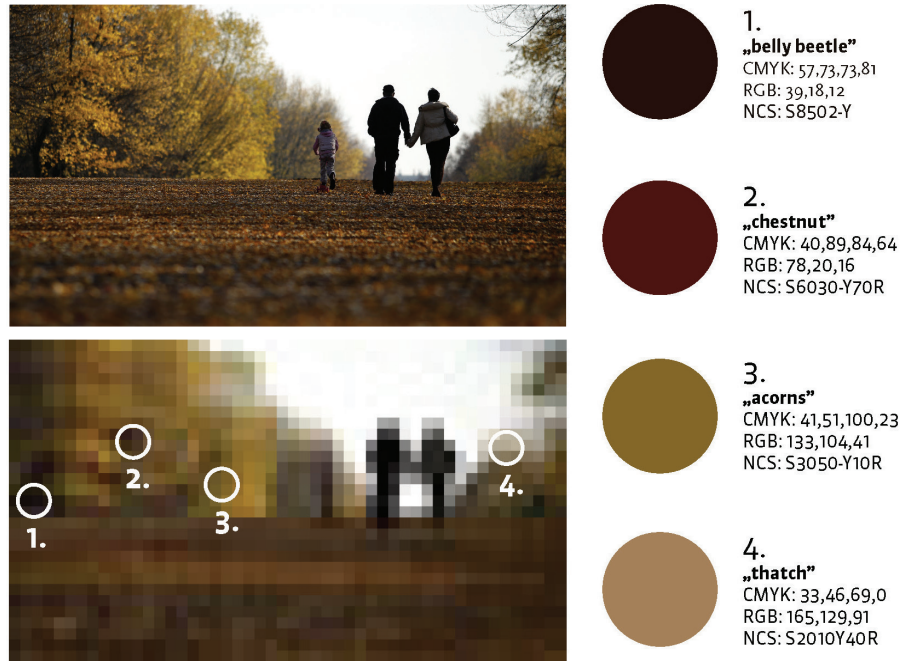 1.
„belly beetle”
CMYK: 57,73,73,81
RGB: 39,18,12
NCS: S8502-Y
2.
„chestnut”
CMYK: 40,89,84,64
RGB: 78,20,16
NCS: S6030-Y70R
3.
„acorns”
CMYK: 41,51,100,23
RGB: 133,104,41
NCS: S3050-Y10R
4.
„thatch”
CMYK: 33,46,69,0
RGB: 165,129,91
NCS: S2010Y40R
1.
2.
3.
4.